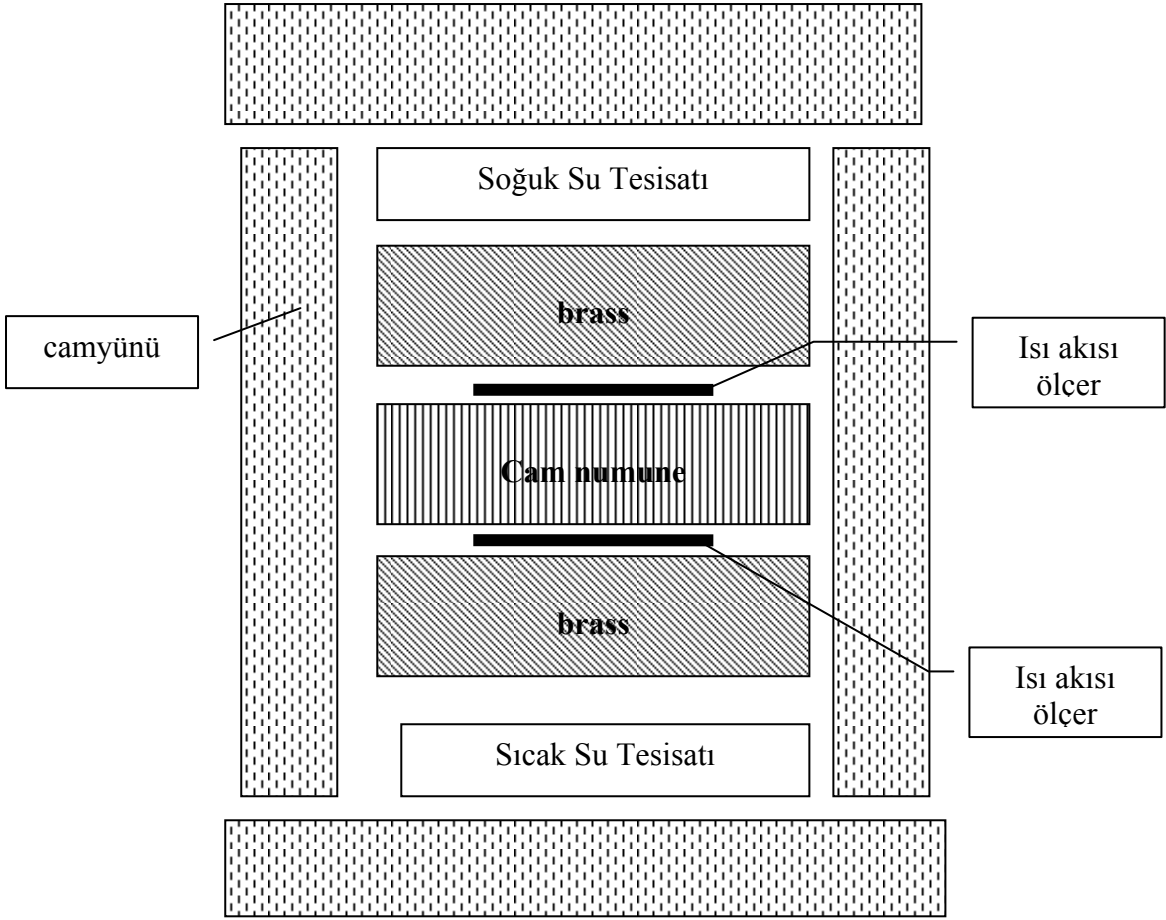 Soğuk Su Tesisatı
brass
camyünü
Isı akısı
ölçer
Cam numune
brass
Isı akısı
ölçer
Sıcak Su Tesisatı